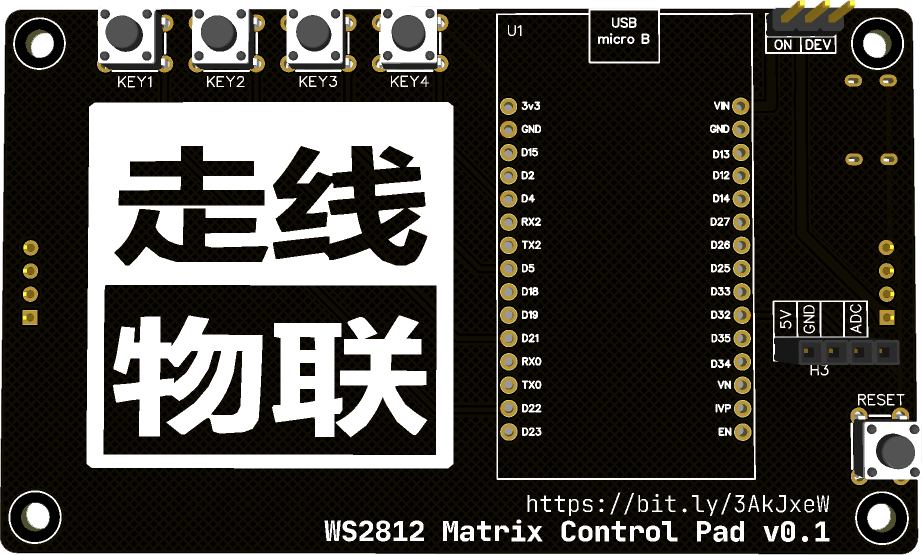 KEY1 KEY2 KEY3 KEY4
U1
USB
micro B
ON DEV
走线
物联
3v3 VIN
GND GND
D15 D13
D2 D12
D4 D14
RX2 D27
TX2 D26
D5 D25
D18 D33
D19 D32
D21 D35
RX0 D34
TX0 VN
D22 IVP
D23 EN
5V GND ADC
H3
RESET
https://bit.ly/3AkJxeW
WS2812 Matrix Control Pad v0.1